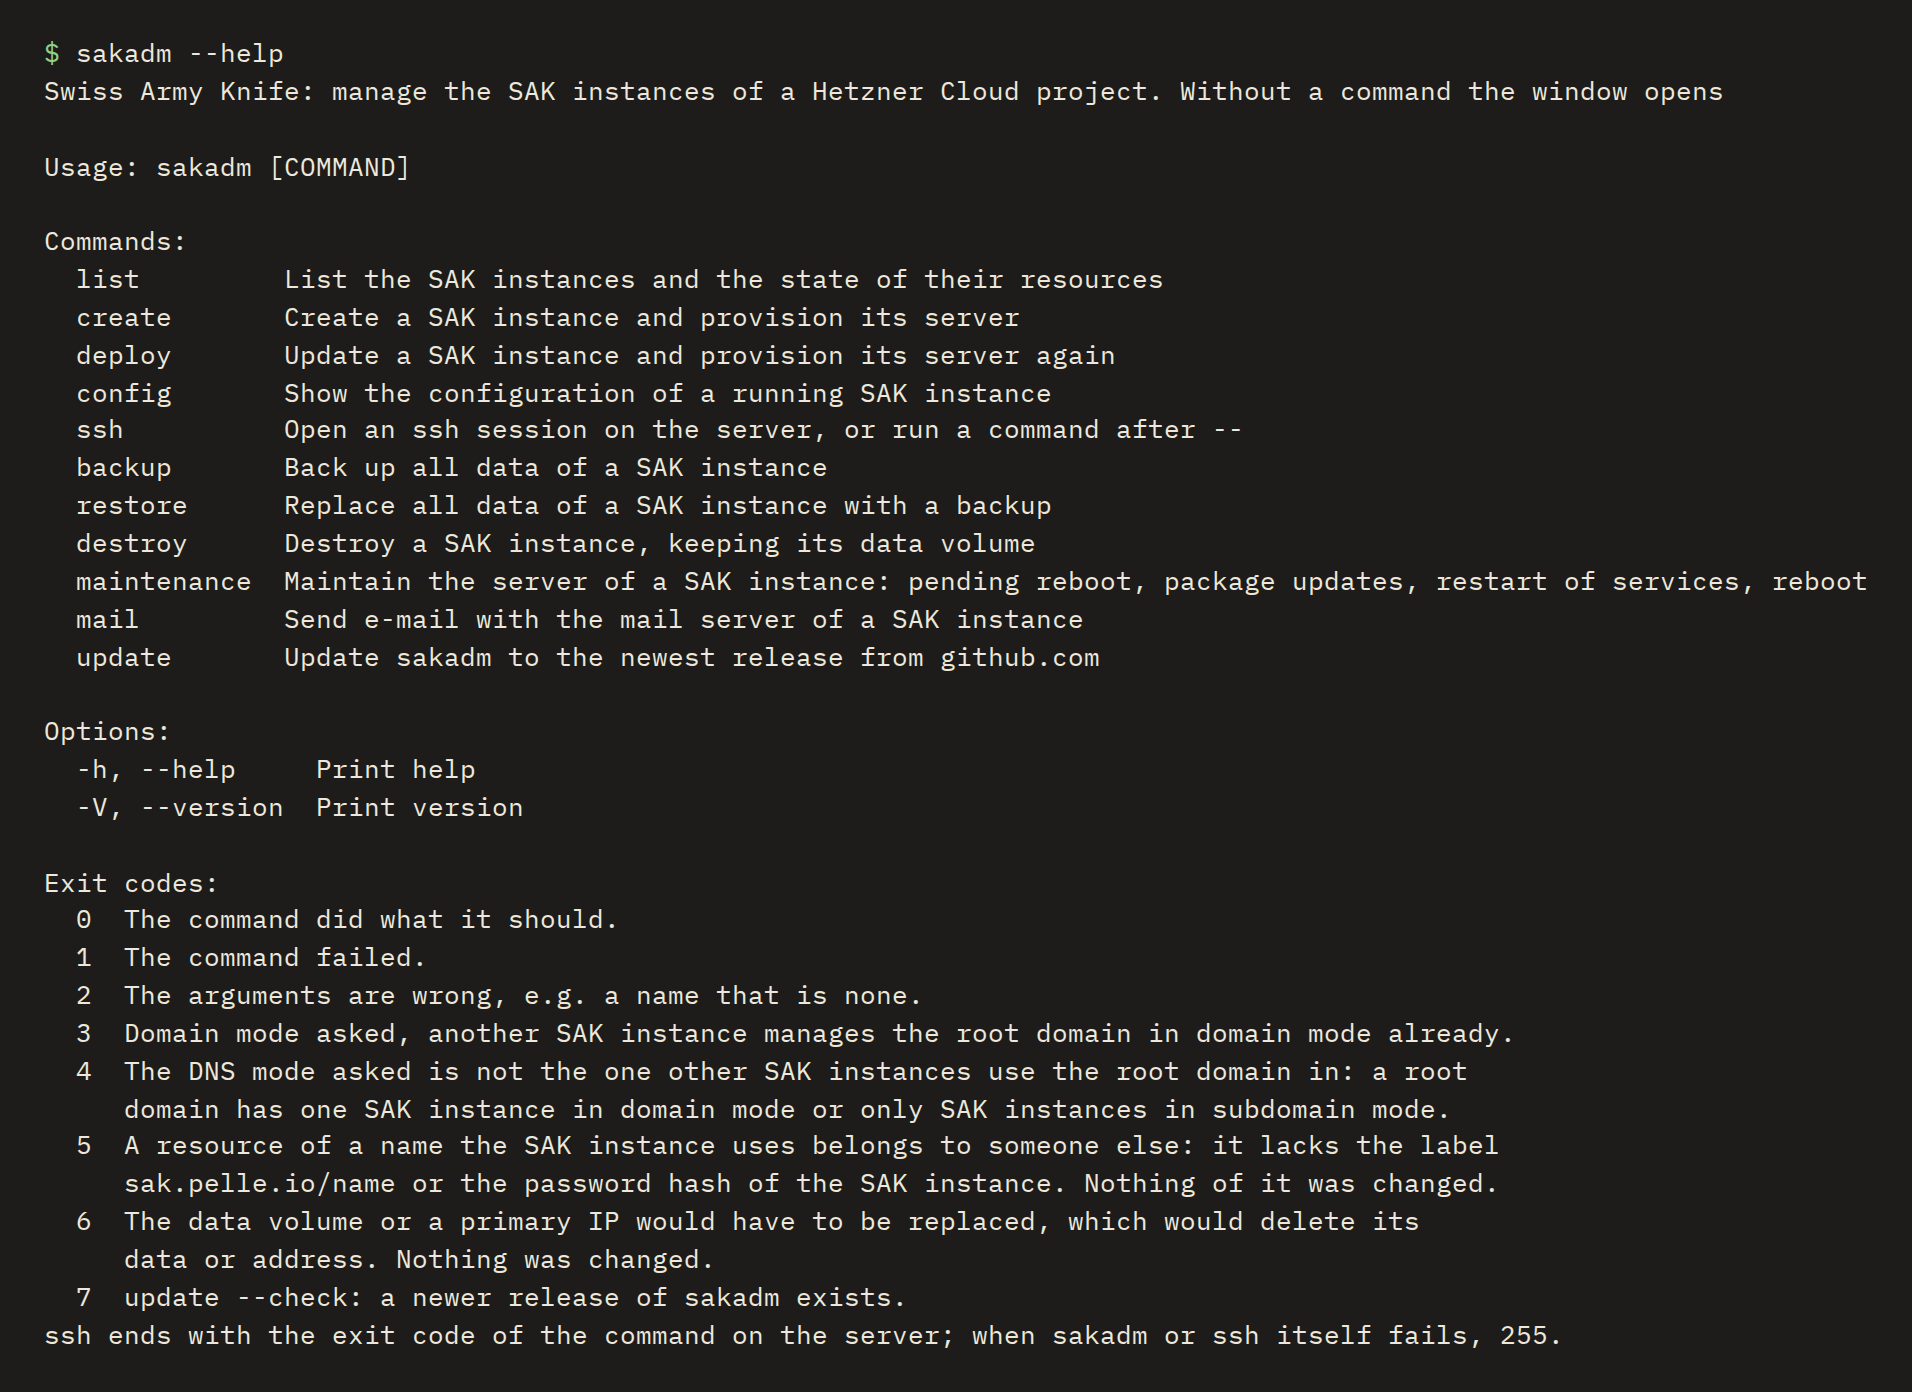 $ sakadm --help
Swiss Army Knife: manage the SAK instances of a Hetzner Cloud project. Without a command the window opens

Usage: sakadm [COMMAND]

Commands:
  list         List the SAK instances and the state of their resources
  create       Create a SAK instance and provision its server
  deploy       Update a SAK instance and provision its server again
  config       Show the configuration of a running SAK instance
  ssh          Open an ssh session on the server, or run a command after --
  backup       Back up all data of a SAK instance
  restore      Replace all data of a SAK instance with a backup
  destroy      Destroy a SAK instance, keeping its data volume
  maintenance  Maintain the server of a SAK instance: pending reboot, package updates, restart of services, reboot
  mail         Send e-mail with the mail server of a SAK instance
  update       Update sakadm to the newest release from github.com

Options:
  -h, --help     Print help
  -V, --version  Print version

Exit codes:
  0  The command did what it should.
  1  The command failed.
  2  The arguments are wrong, e.g. a name that is none.
  3  Domain mode asked, another SAK instance manages the root domain in domain mode already.
  4  The DNS mode asked is not the one other SAK instances use the root domain in: a root
     domain has one SAK instance in domain mode or only SAK instances in subdomain mode.
  5  A resource of a name the SAK instance uses belongs to someone else: it lacks the label
     sak.pelle.io/name or the password hash of the SAK instance. Nothing of it was changed.
  6  The data volume or a primary IP would have to be replaced, which would delete its
     data or address. Nothing was changed.
  7  update --check: a newer release of sakadm exists.
ssh ends with the exit code of the command on the server; when sakadm or ssh itself fails, 255.